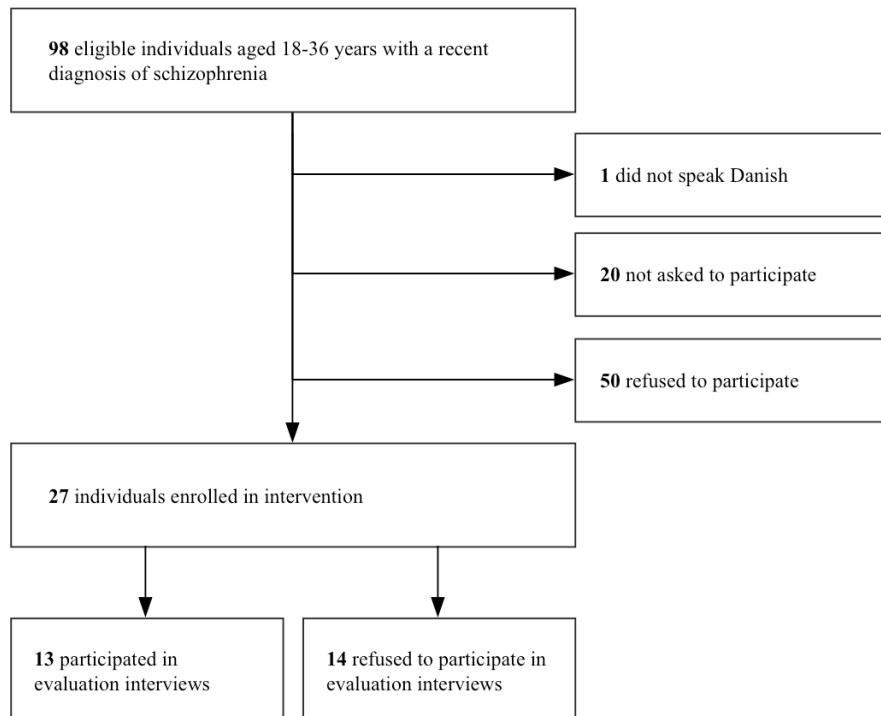 98 eligible individuals aged 18-36 years with a recent
diagnosis of schizophrenia
1 did not speak Danish
20 not asked to participate
50 refused to participate
27 individuals enrolled in intervention
13 participated in
evaluation interviews
14 refused to participate in
evaluation interviews